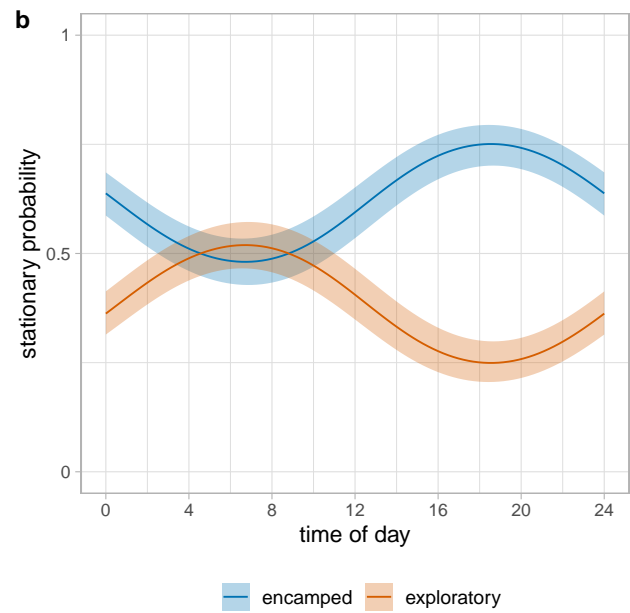 b
1
0.5
0
stationary probability
0 4 8 12 16 20 24
time of day
encamped exploratory